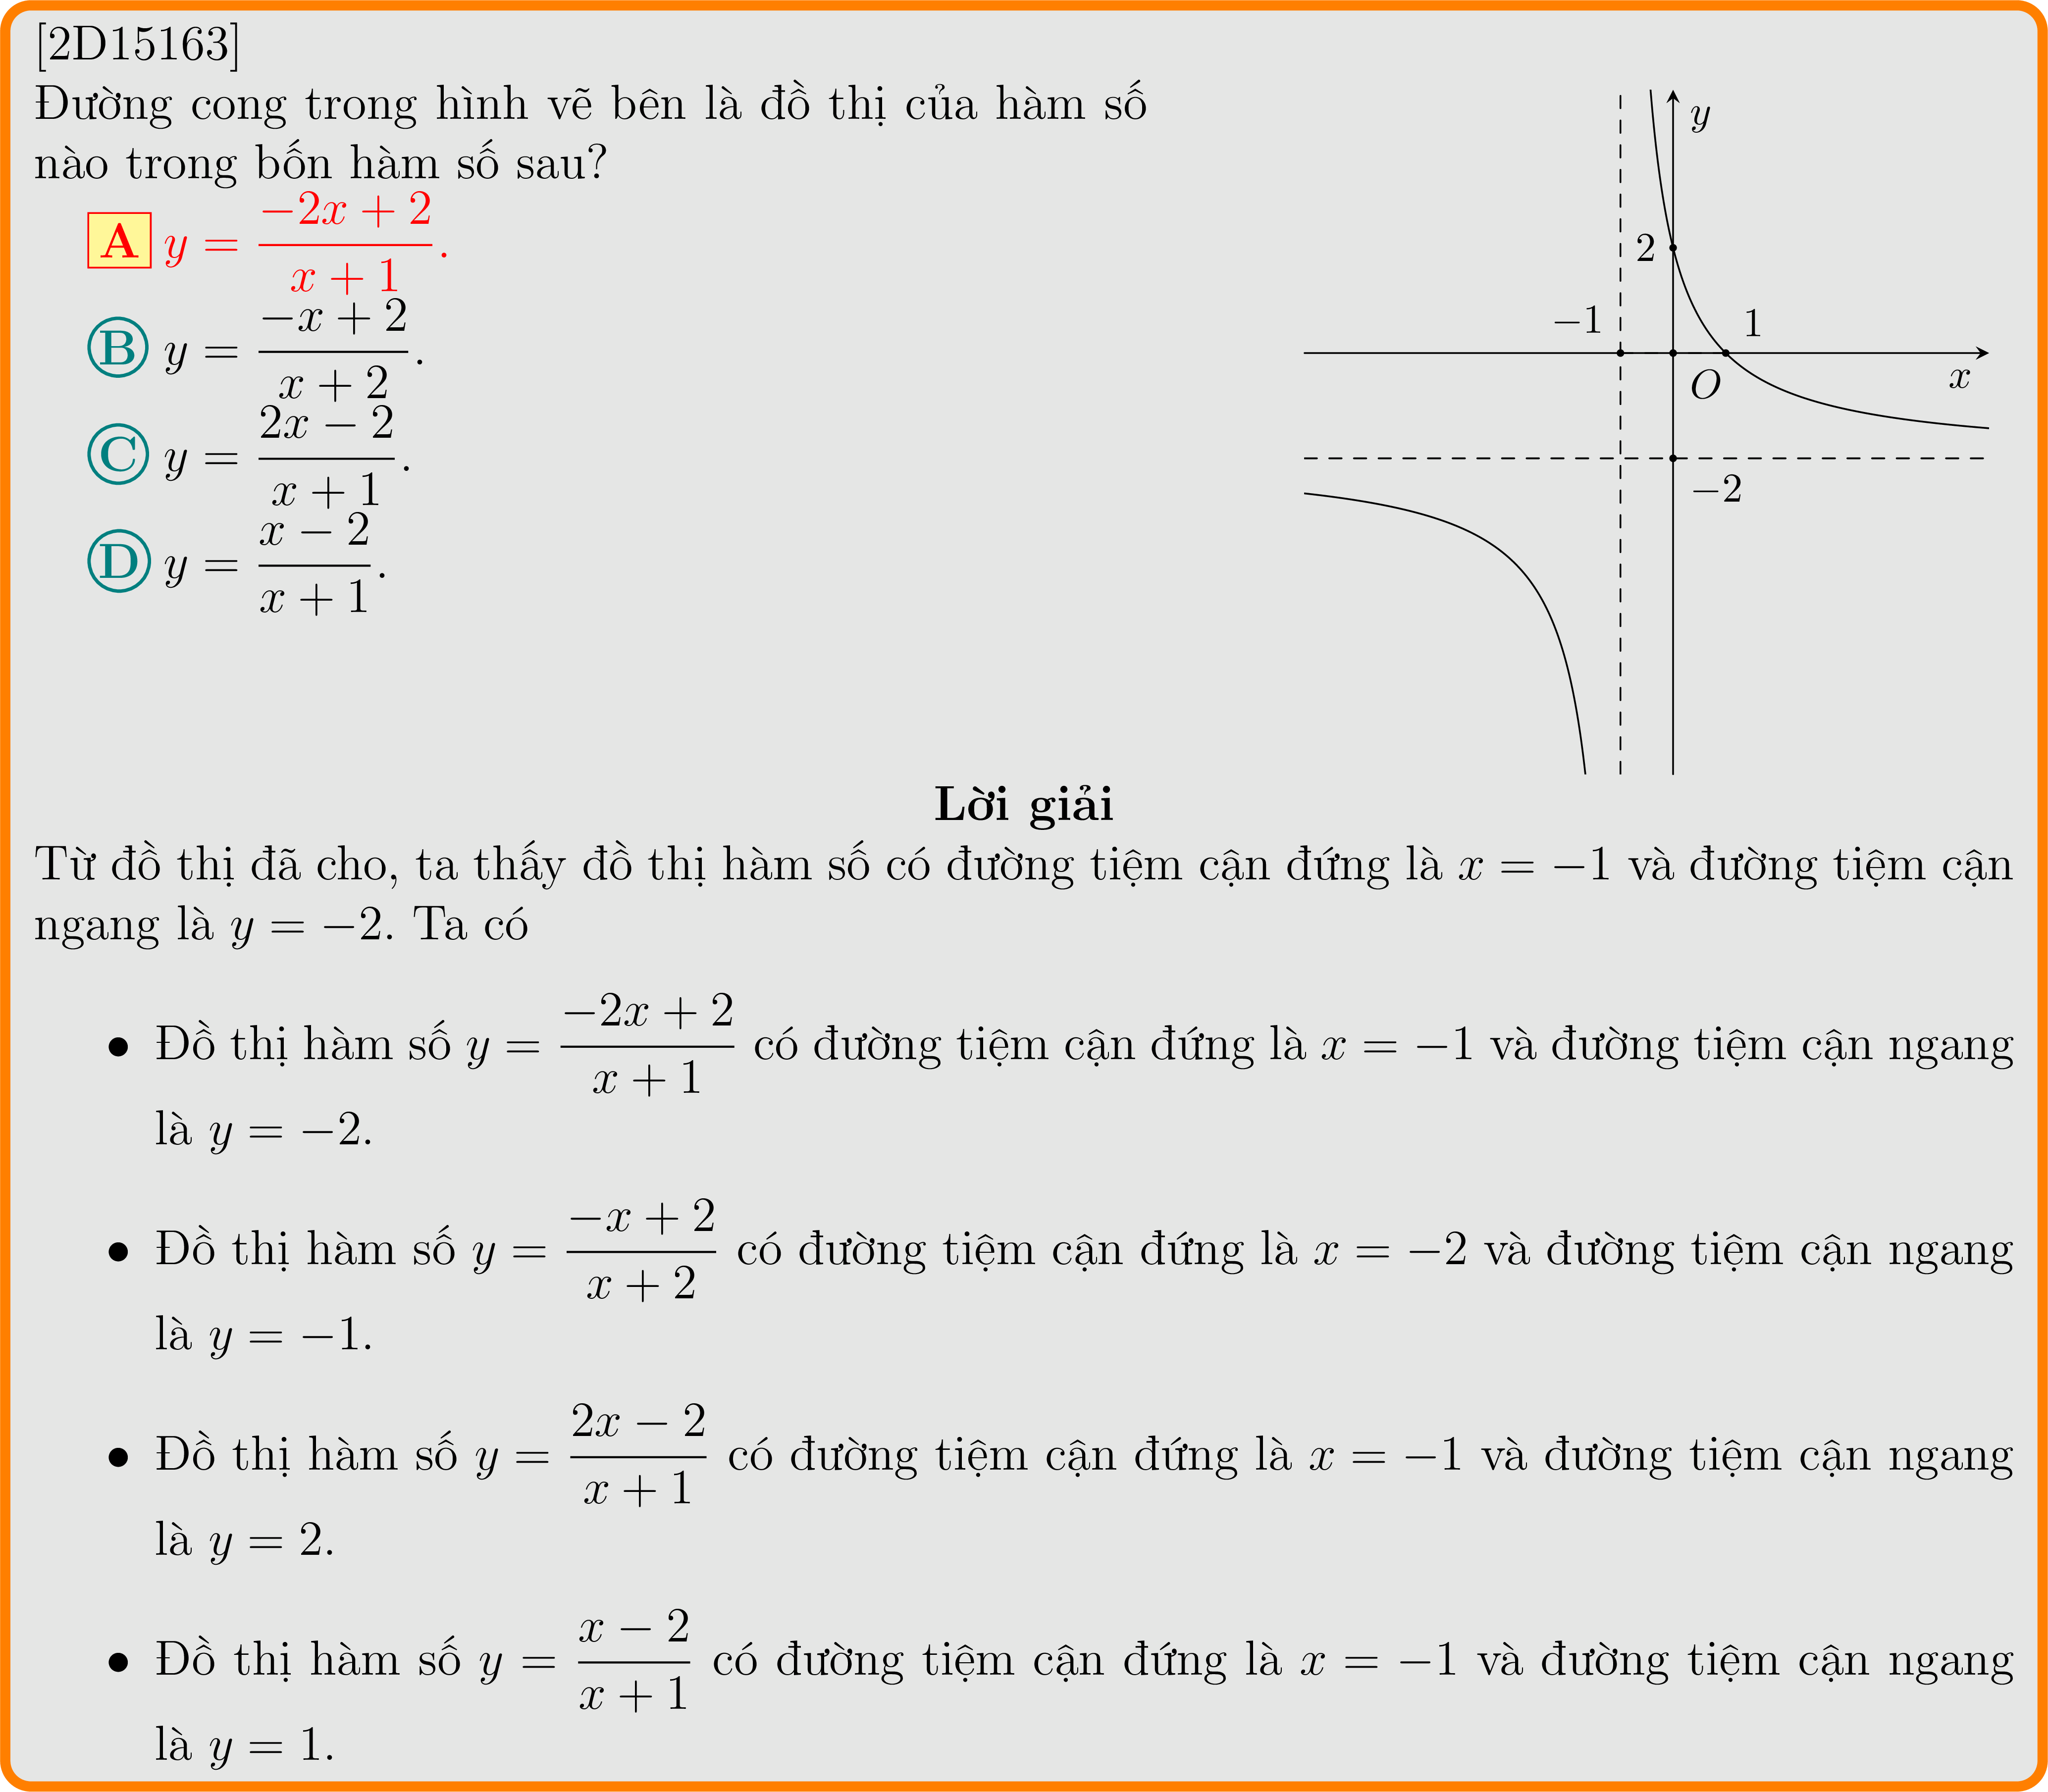 [2D15163]
Đường cong trong hình vẽ bên là đồ thị của hàm số
nào trong bốn hàm số sau?
A y = \frac{-2x + 2}{x + 1}.
B y = \frac{-x + 2}{x + 2}.
C y = \frac{2x - 2}{x + 1}.
D y = \frac{x - 2}{x + 1}.
y
2
−1
1
O
x
−2
Lời giải
Từ đồ thị đã cho, ta thấy đồ thị hàm số có đường tiệm cận đứng là x = −1 và đường tiệm cận
ngang là y = −2. Ta có
• Đồ thị hàm số y = \frac{-2x + 2}{x + 1} có đường tiệm cận đứng là x = −1 và đường tiệm cận ngang
là y = −2.
• Đồ thị hàm số y = \frac{-x + 2}{x + 2} có đường tiệm cận đứng là x = −2 và đường tiệm cận ngang
là y = −1.
• Đồ thị hàm số y = \frac{2x - 2}{x + 1} có đường tiệm cận đứng là x = −1 và đường tiệm cận ngang
là y = 2.
• Đồ thị hàm số y = \frac{x - 2}{x + 1} có đường tiệm cận đứng là x = −1 và đường tiệm cận ngang
là y = 1.